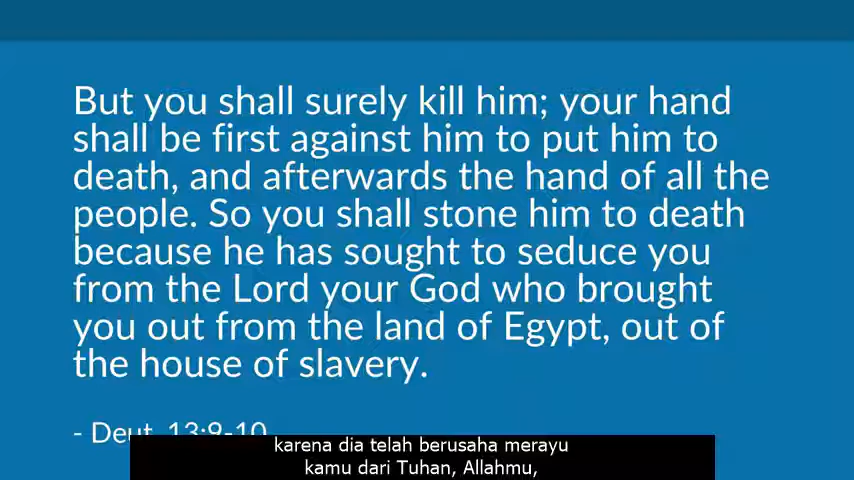 But you shall surely kill him; your hand
shall be first against him to put him to
death, and afterwards the hand of all the
people. So you shall stone him to death
because he has sought to seduce you
from the Lord your God who brought
you out from the land of Egypt, out of
the house of slavery.
- Deut. 13:9-10
karena dia telah berusaha merayu
kamu dari Tuhan, Allahmu,